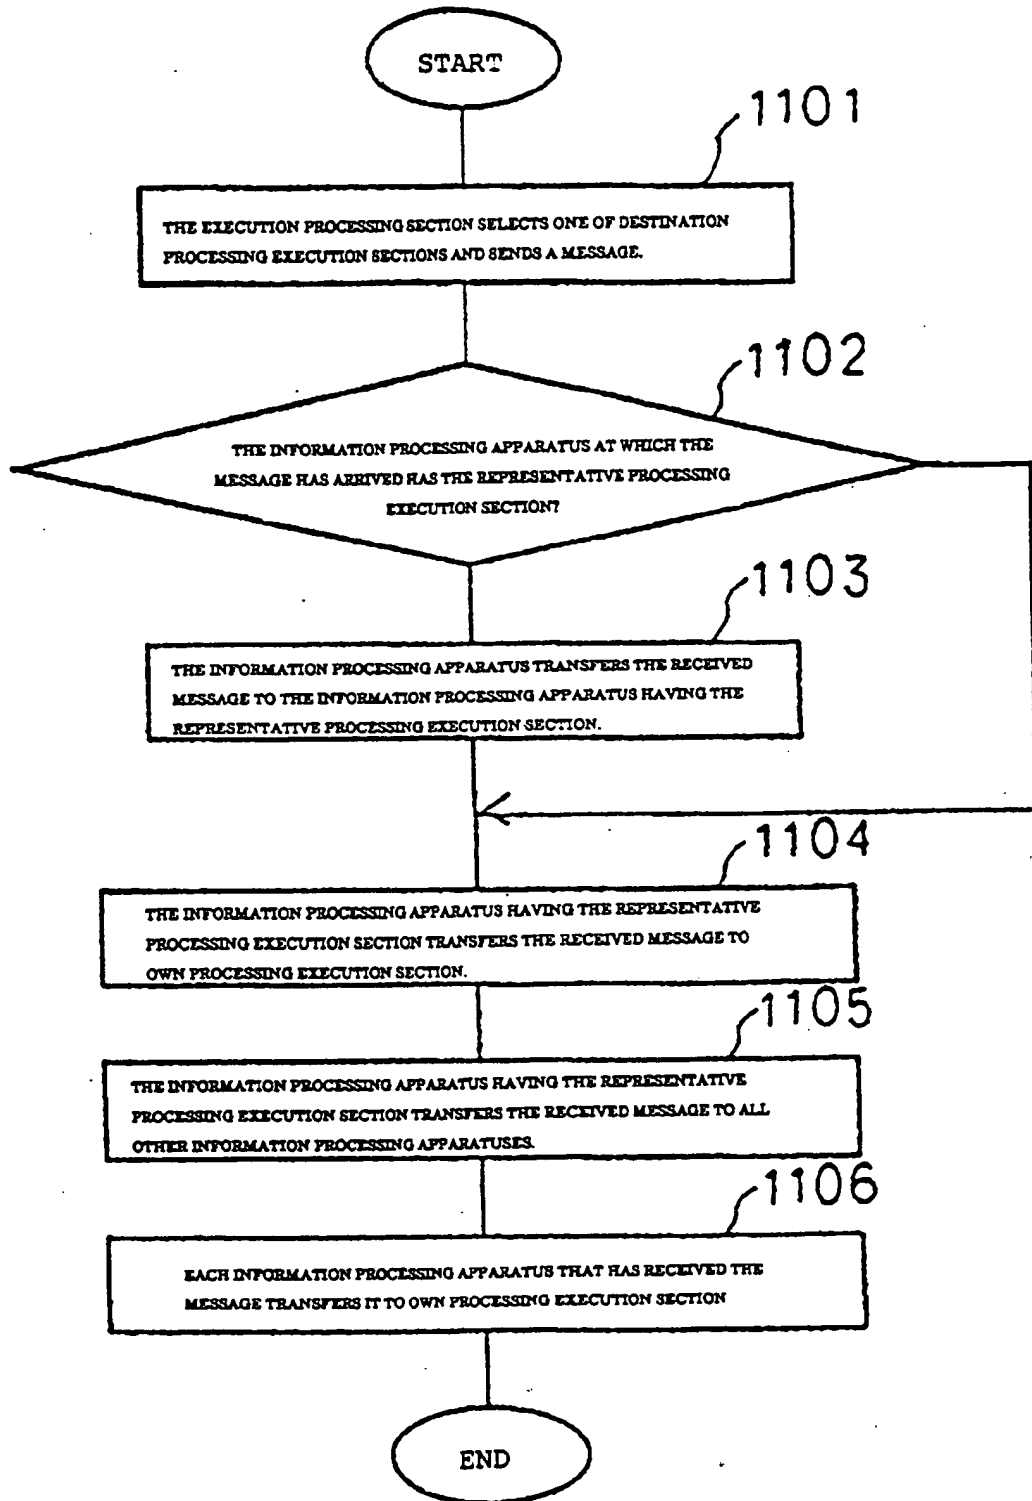 START
1101
THE EXECUTION PROCESSING SECTION SELECTS ONE OF DESTINATION
PROCESSING EXECUTION SECTIONS AND SENDS A MESSAGE.
1102
THE INFORMATION PROCESSING APPARATUS AT WHICH THE
MESSAGE HAS ARRIVED HAS THE REPRESENTATIVE PROCESSING
EXECUTION SECTION?
1103
THE INFORMATION PROCESSING APPARATUS TRANSFERS THE RECEIVED
MESSAGE TO THE INFORMATION PROCESSING APPARATUS HAVING THE
REPRESENTATIVE PROCESSING EXECUTION SECTION.
1104
THE INFORMATION PROCESSING APPARATUS HAVING THE REPRESENTATIVE
PROCESSING EXECUTION SECTION TRANSFERS THE RECEIVED MESSAGE TO
OWN PROCESSING EXECUTION SECTION.
1105
THE INFORMATION PROCESSING APPARATUS HAVING THE REPRESENTATIVE
PROCESSING EXECUTION SECTION TRANSFERS THE RECEIVED MESSAGE TO ALL
OTHER INFORMATION PROCESSING APPARATUSES.
1106
EACH INFORMATION PROCESSING APPARATUS THAT HAS RECEIVED THE
MESSAGE TRANSFERS IT TO OWN PROCESSING EXECUTION SECTION
END